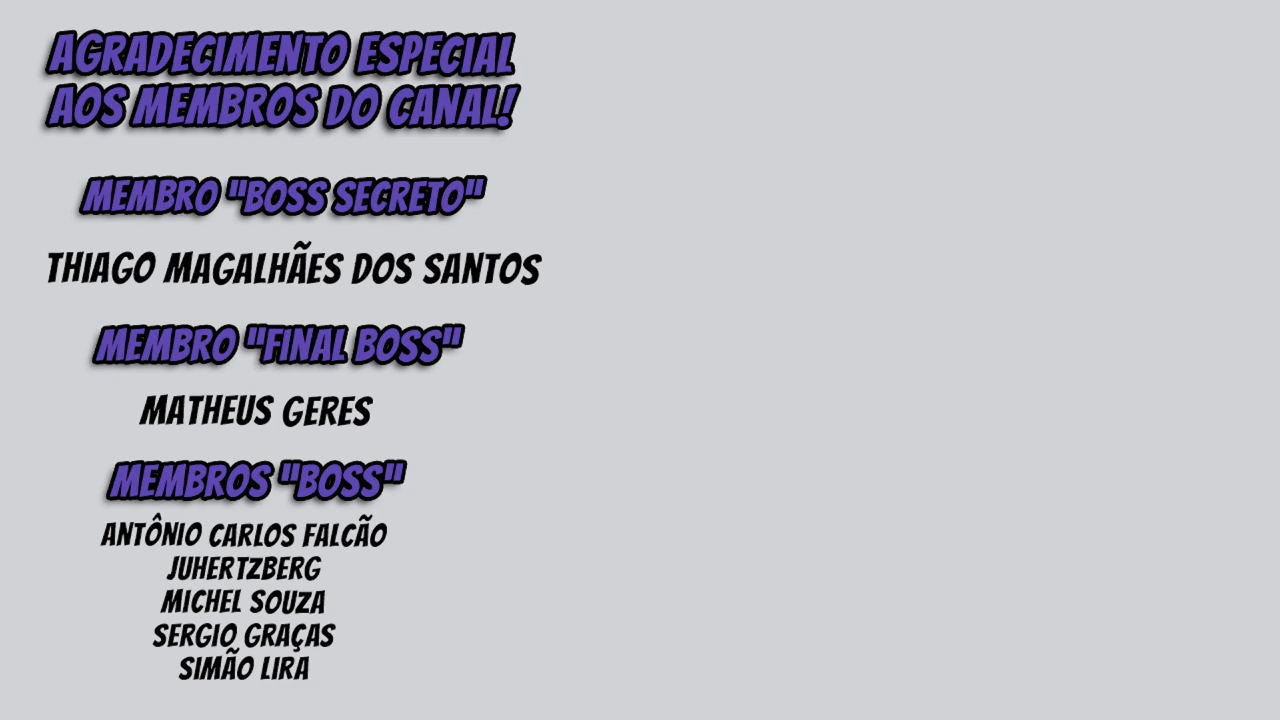 AGRADECIMENTO ESPECIAL
AOS MEMBROS DO CANAL!
MEMBRO "BOSS SECRETO"
THIAGO MAGALHÃES DOS SANTOS
MEMBRO "FINAL BOSS"
MATHEUS GERES
MEMBROS "BOSS"
ANTÔNIO CARLOS FALCÃO
JUHERTZBERG
MICHEL SOUZA
SERGIO GRAÇAS
SIMÃO LIRA